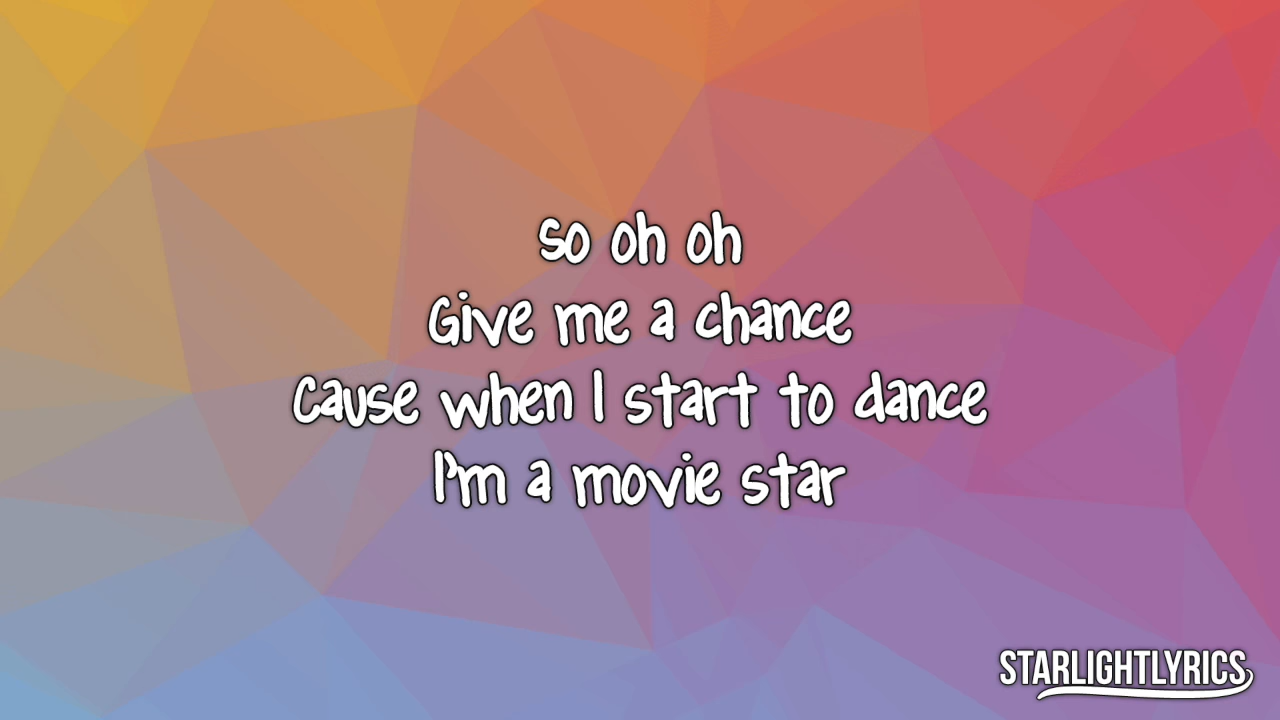 So oh oh
Give me a chance
Cause when I start to dance
I'm a movie star
STARLIGHTLYRICS